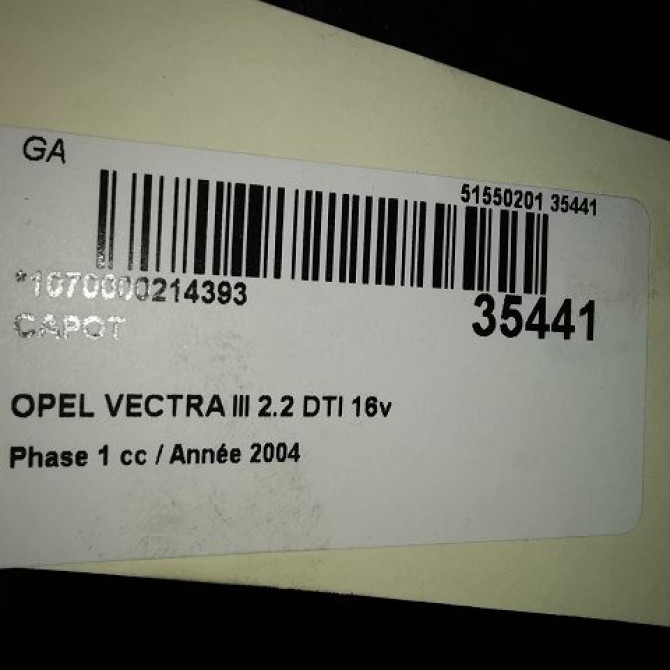 GA
51550201 35441
*1070000214393
35441
CAPOT
OPEL VECTRA III 2.2 DTI 16v
Phase 1 cc / Année 2004